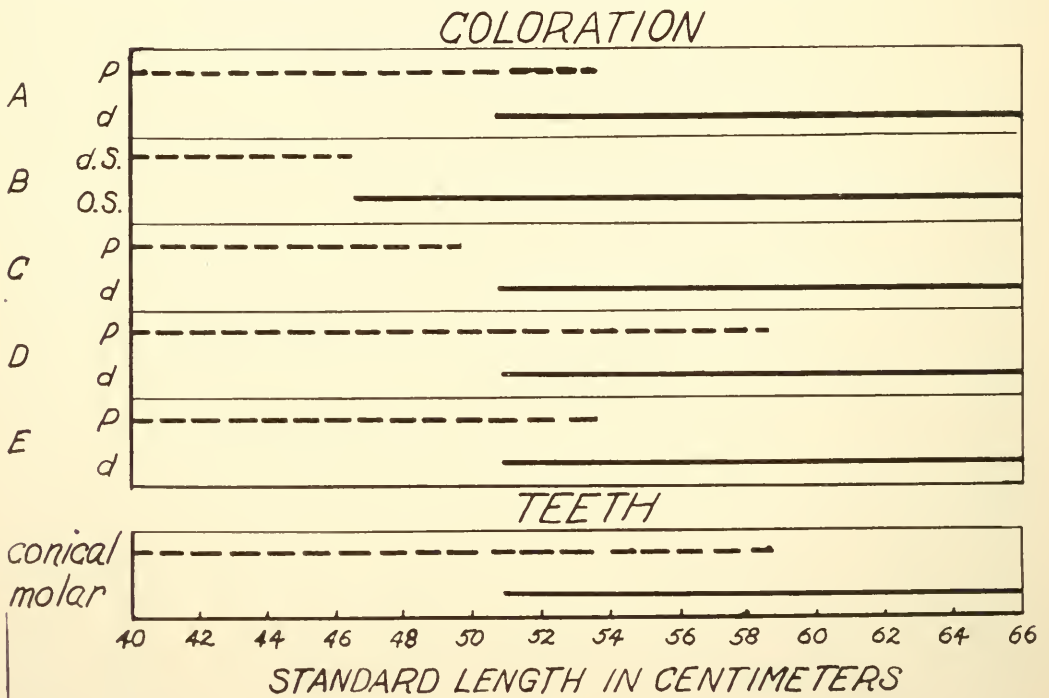 COLORATION
A
p
d
B
d.S.
O.S.
C
p
d
D
p
d
E
p
d
TEETH
conical
molar
40 42 44 46 48 50 52 54 56 58 60 62 64 66
STANDARD LENGTH IN CENTIMETERS